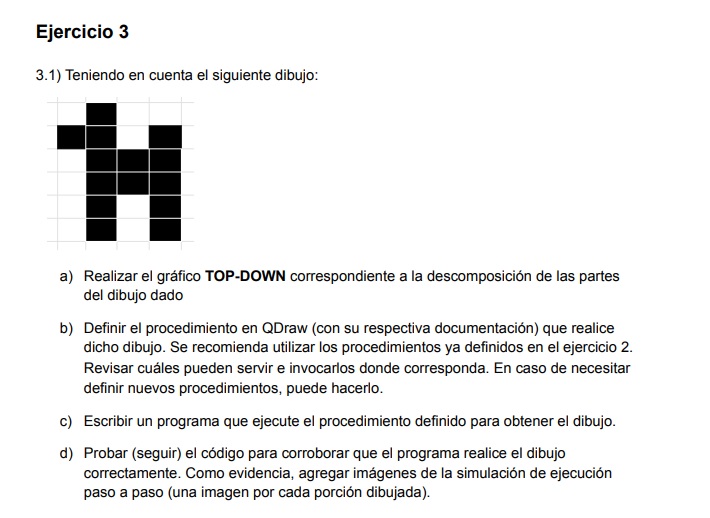 Ejercicio 3
3.1) Teniendo en cuenta el siguiente dibujo:
a) Realizar el gráfico TOP-DOWN correspondiente a la descomposición de las partes
del dibujo dado
b) Definir el procedimiento en QDraw (con su respectiva documentación) que realice
dicho dibujo. Se recomienda utilizar los procedimientos ya definidos en el ejercicio 2.
Revisar cuáles pueden servir e invocarlos donde corresponda. En caso de necesitar
definir nuevos procedimientos, puede hacerlo.
c) Escribir un programa que ejecute el procedimiento definido para obtener el dibujo.
d) Probar (seguir) el código para corroborar que el programa realice el dibujo
correctamente. Como evidencia, agregar imágenes de la simulación de ejecución
paso a paso (una imagen por cada porción dibujada).